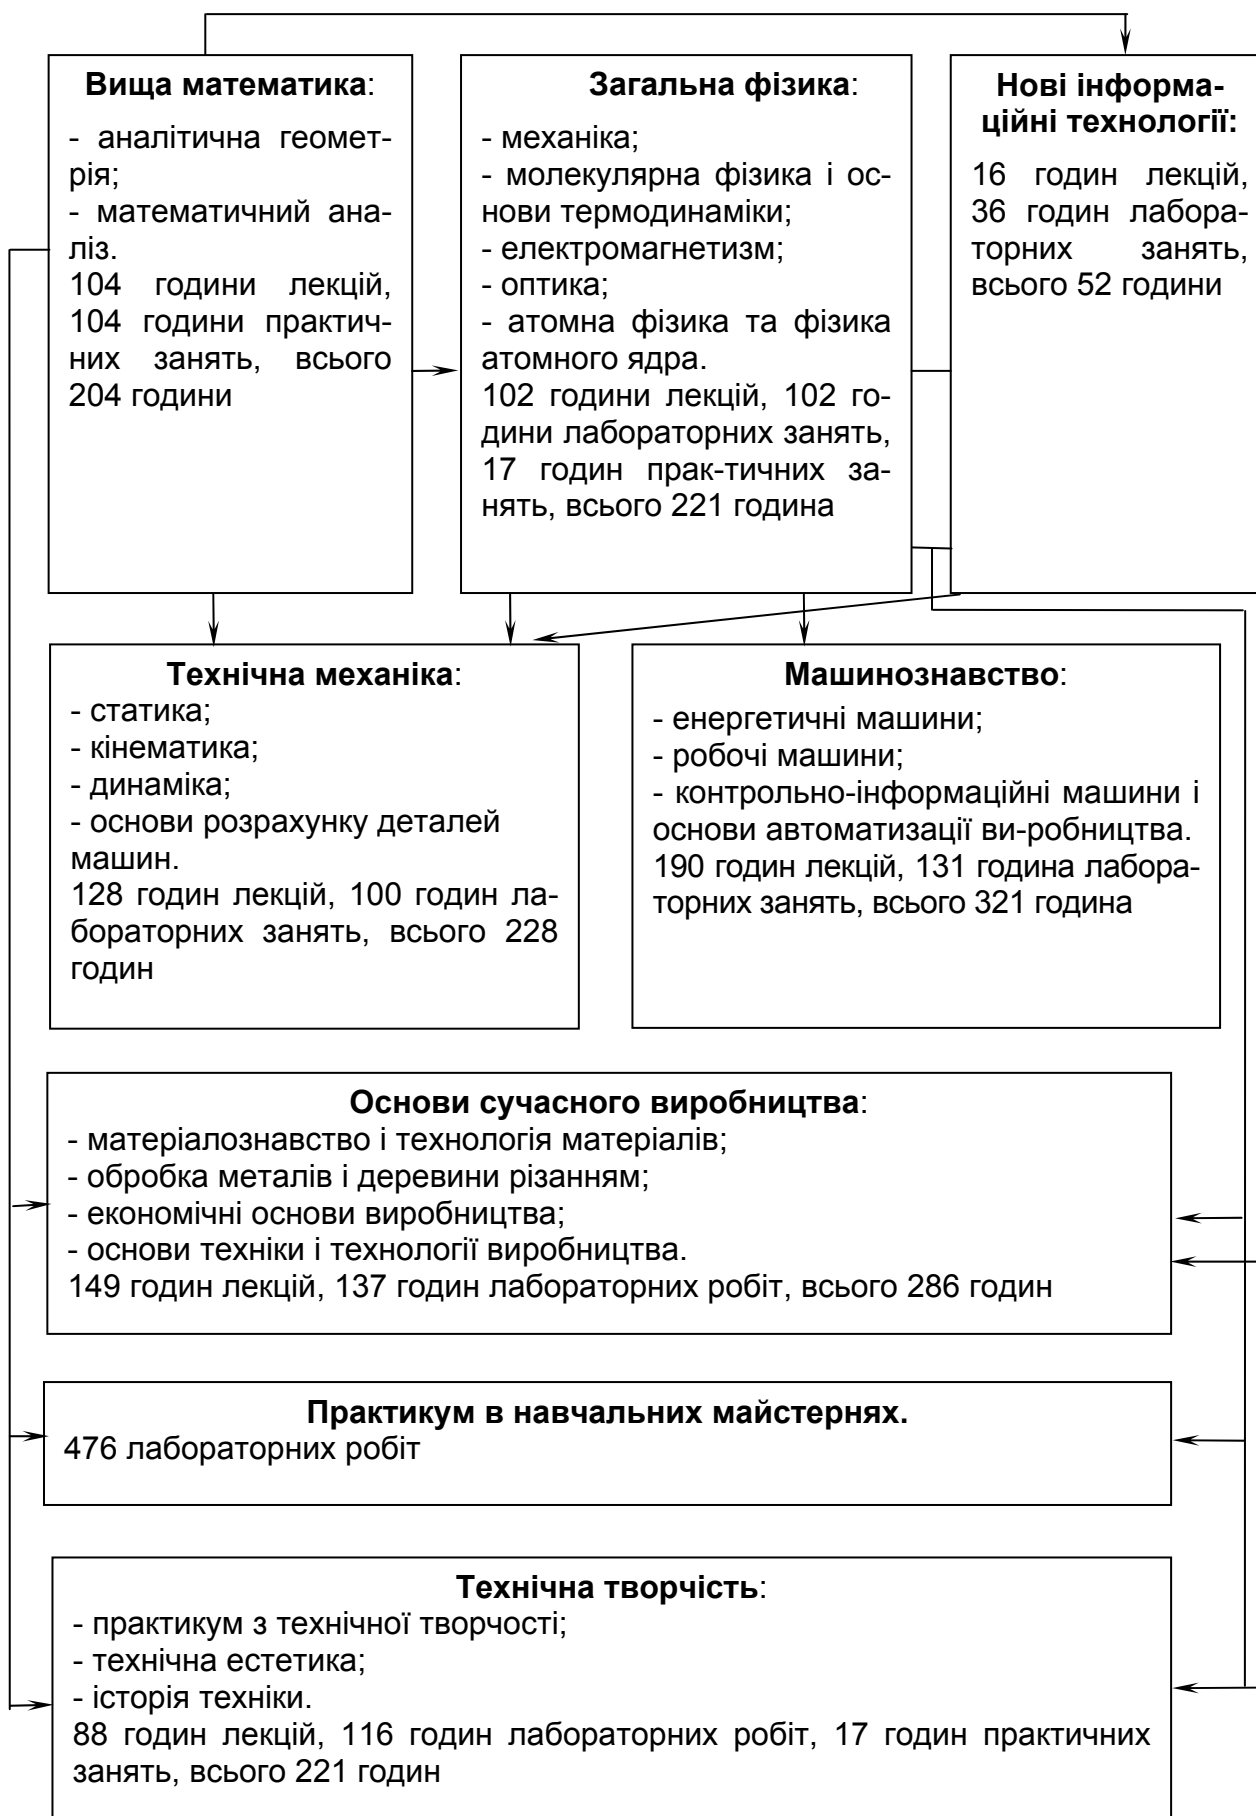 Вища математика:
- аналітична геомет-
рія;
- математичний ана-
ліз.
104 години лекцій,
104 години практич-
них занять, всього
204 години
Загальна фізика:
- механіка;
- молекулярна фізика і ос-
нови термодинаміки;
- електромагнетизм;
- оптика;
- атомна фізика та фізика
атомного ядра.
102 години лекцій, 102 го-
дини лабораторних занять,
17 годин прак-тичних за-
нять, всього 221 година
Нові інформа-
ційні технології:
16 годин лекцій,
36 годин лабора-
торних занять,
всього 52 години
Технічна механіка:
- статика;
- кінематика;
- динаміка;
- основи розрахунку деталей
машин.
128 годин лекцій, 100 годин ла-
бораторних занять, всього 228
годин
Машинознавство:
- енергетичні машини;
- робочі машини;
- контрольно-інформаційні машини і
основи автоматизації ви-робництва.
190 годин лекцій, 131 година лабора-
торних занять, всього 321 година
Основи сучасного виробництва:
- матеріалознавство і технологія матеріалів;
- обробка металів і деревини різанням;
- економічні основи виробництва;
- основи техніки і технології виробництва.
149 годин лекцій, 137 годин лабораторних робіт, всього 286 годин
Практикум в навчальних майстернях.
476 лабораторних робіт
Технічна творчість:
- практикум з технічної творчості;
- технічна естетика;
- історія техніки.
88 годин лекцій, 116 годин лабораторних робіт, 17 годин практичних
занять, всього 221 годин